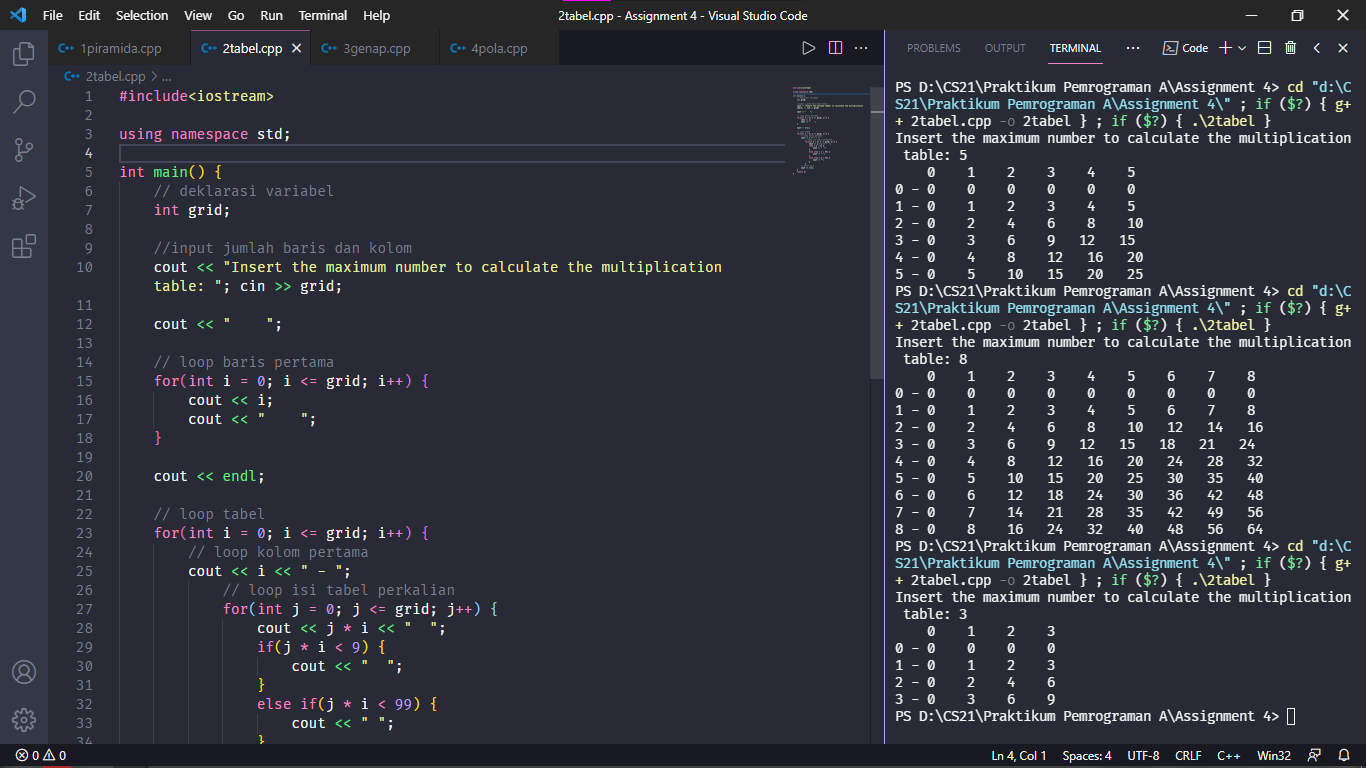 File Edit Selection View Go Run Terminal Help 2tabel.cpp - Assignment 4 - Visual Studio Code
1piramida.cpp 2tabel.cpp 3genap.cpp 4pola.cpp
2tabel.cpp > ...
1 #include<iostream>
2
3 using namespace std;
4
5 int main() {
6 // deklarasi variabel
7 int grid;
8
9 //input jumlah baris dan kolom
10 cout << "Insert the maximum number to calculate the multiplication
table: "; cin >> grid;
11
12 cout << "    ";
13
14 // loop baris pertama
15 for(int i = 0; i <= grid; i++) {
16 cout << i;
17 cout << "    ";
18 }
19
20 cout << endl;
21
22 // loop tabel
23 for(int i = 0; i <= grid; i++) {
24 // loop kolom pertama
25 cout << i << " - ";
26 // loop isi tabel perkalian
27 for(int j = 0; j <= grid; j++) {
28 cout << j * i << "  ";
29 if(j * i < 9) {
30 cout << "  ";
31 }
32 else if(j * i < 99) {
33 cout << " ";
34 }
PROBLEMS OUTPUT TERMINAL ... Code
PS D:\CS21\Praktikum Pemrograman A\Assignment 4> cd "d:\C
S21\Praktikum Pemrograman A\Assignment 4\" ; if ($?) { g+
+ 2tabel.cpp -o 2tabel } ; if ($?) { .\2tabel }
Insert the maximum number to calculate the multiplication
table: 5
0 1 2 3 4 5
0 - 0 0 0 0 0 0
1 - 0 1 2 3 4 5
2 - 0 2 4 6 8 10
3 - 0 3 6 9 12 15
4 - 0 4 8 12 16 20
5 - 0 5 10 15 20 25
PS D:\CS21\Praktikum Pemrograman A\Assignment 4> cd "d:\C
S21\Praktikum Pemrograman A\Assignment 4\" ; if ($?) { g+
+ 2tabel.cpp -o 2tabel } ; if ($?) { .\2tabel }
Insert the maximum number to calculate the multiplication
table: 8
0 1 2 3 4 5 6 7 8
0 - 0 0 0 0 0 0 0 0 0
1 - 0 1 2 3 4 5 6 7 8
2 - 0 2 4 6 8 10 12 14 16
3 - 0 3 6 9 12 15 18 21 24
4 - 0 4 8 12 16 20 24 28 32
5 - 0 5 10 15 20 25 30 35 40
6 - 0 6 12 18 24 30 36 42 48
7 - 0 7 14 21 28 35 42 49 56
8 - 0 8 16 24 32 40 48 56 64
PS D:\CS21\Praktikum Pemrograman A\Assignment 4> cd "d:\C
S21\Praktikum Pemrograman A\Assignment 4\" ; if ($?) { g+
+ 2tabel.cpp -o 2tabel } ; if ($?) { .\2tabel }
Insert the maximum number to calculate the multiplication
table: 3
0 1 2 3
0 - 0 0 0 0
1 - 0 1 2 3
2 - 0 2 4 6
3 - 0 3 6 9
PS D:\CS21\Praktikum Pemrograman A\Assignment 4>
0 0 Ln 4, Col 1 Spaces: 4 UTF-8 CRLF C++ Win32